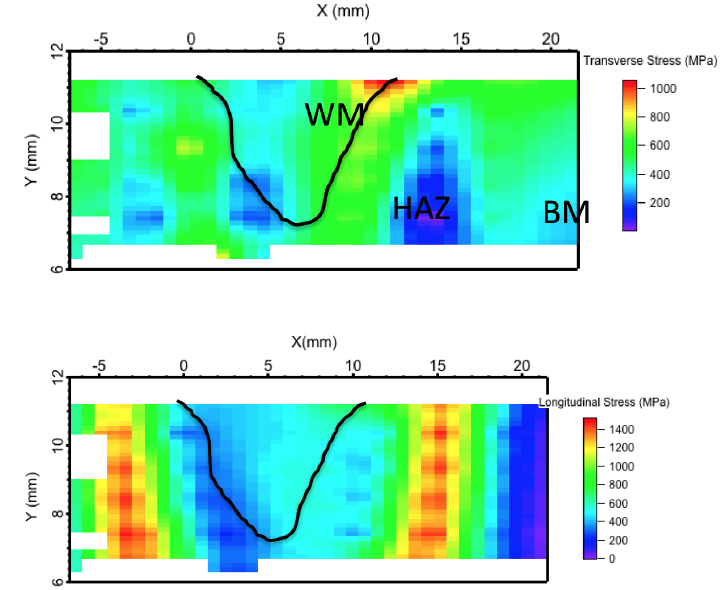 X (mm)
-5 0 5 10 15 20
Transverse Stress (MPa)
12
10
8
6
Y (mm)
WM
HAZ
BM
1000
800
600
400
200
X(mm)
-5 0 5 10 15 20
Longitudinal Stress (MPa)
12
10
8
6
Y (mm)
1400
1200
1000
800
600
400
200
0